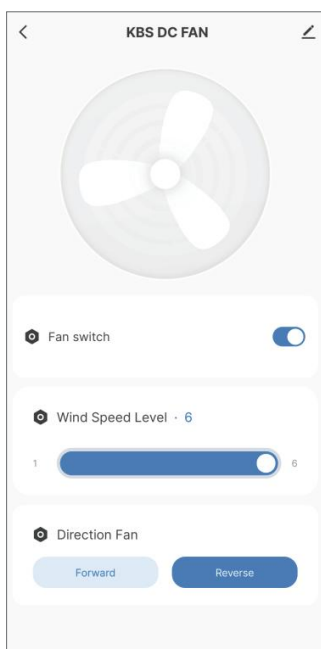 KBS DC FAN
Fan switch
Wind Speed Level · 6
1 6
Direction Fan
Forward Reverse